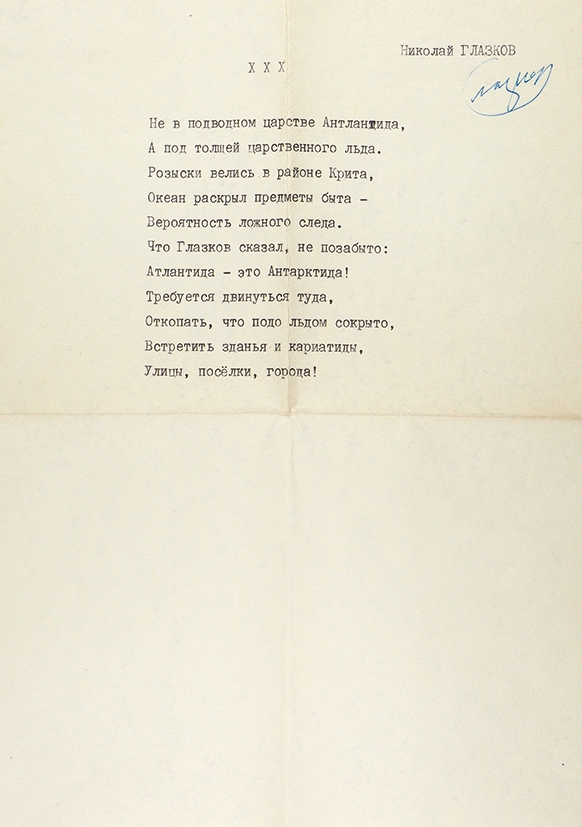 Николай ГЛАЗКОВ
X X X
Не в подводном царстве Антлантида,
А под толщей царственного льда.
Розыски велись в районе Крита,
Океан раскрыл предметы быта –
Вероятность ложного следа.
Что Глазков сказал, не позабыто:
Атлантида – это Антарктида!
Требуется двинуться туда,
Откопать, что подо льдом сокрыто,
Встретить зданья и кариатиды,
Улицы, посёлки, города!